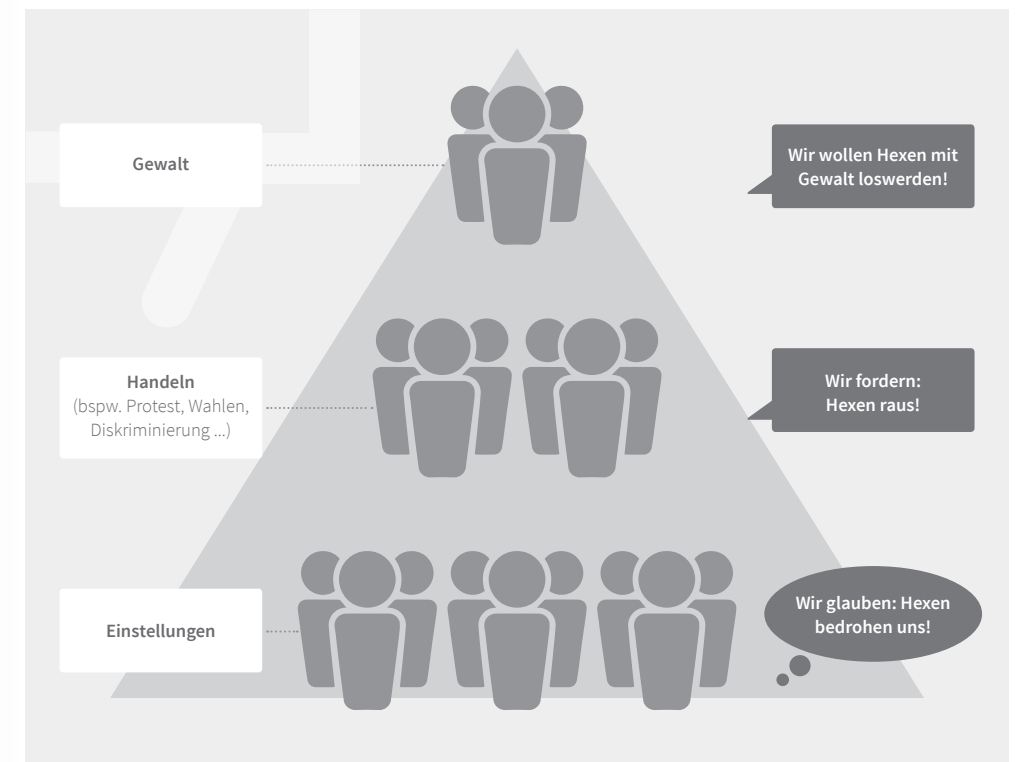 Gewalt
Wir wollen Hexen mit
Gewalt loswerden!
Handeln
(bspw. Protest, Wahlen,
Diskriminierung ...)
Wir fordern:
Hexen raus!
Einstellungen
Wir glauben: Hexen
bedrohen uns!